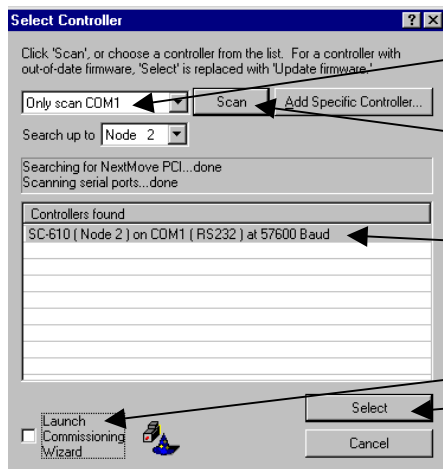 Select Controller
Click 'Scan', or choose a controller from the list. For a controller with
out-of-date firmware, 'Select' is replaced with 'Update firmware.'
Only scan COM1
Scan
Add Specific Controller...
Search up to Node 2
Searching for NextMove PCI...done
Scanning serial ports...done
Controllers found
SC-610 ( Node 2 ) on COM1 ( RS232 ) at 57600 Baud
Select
Launch
Commissioning
Wizard
Cancel